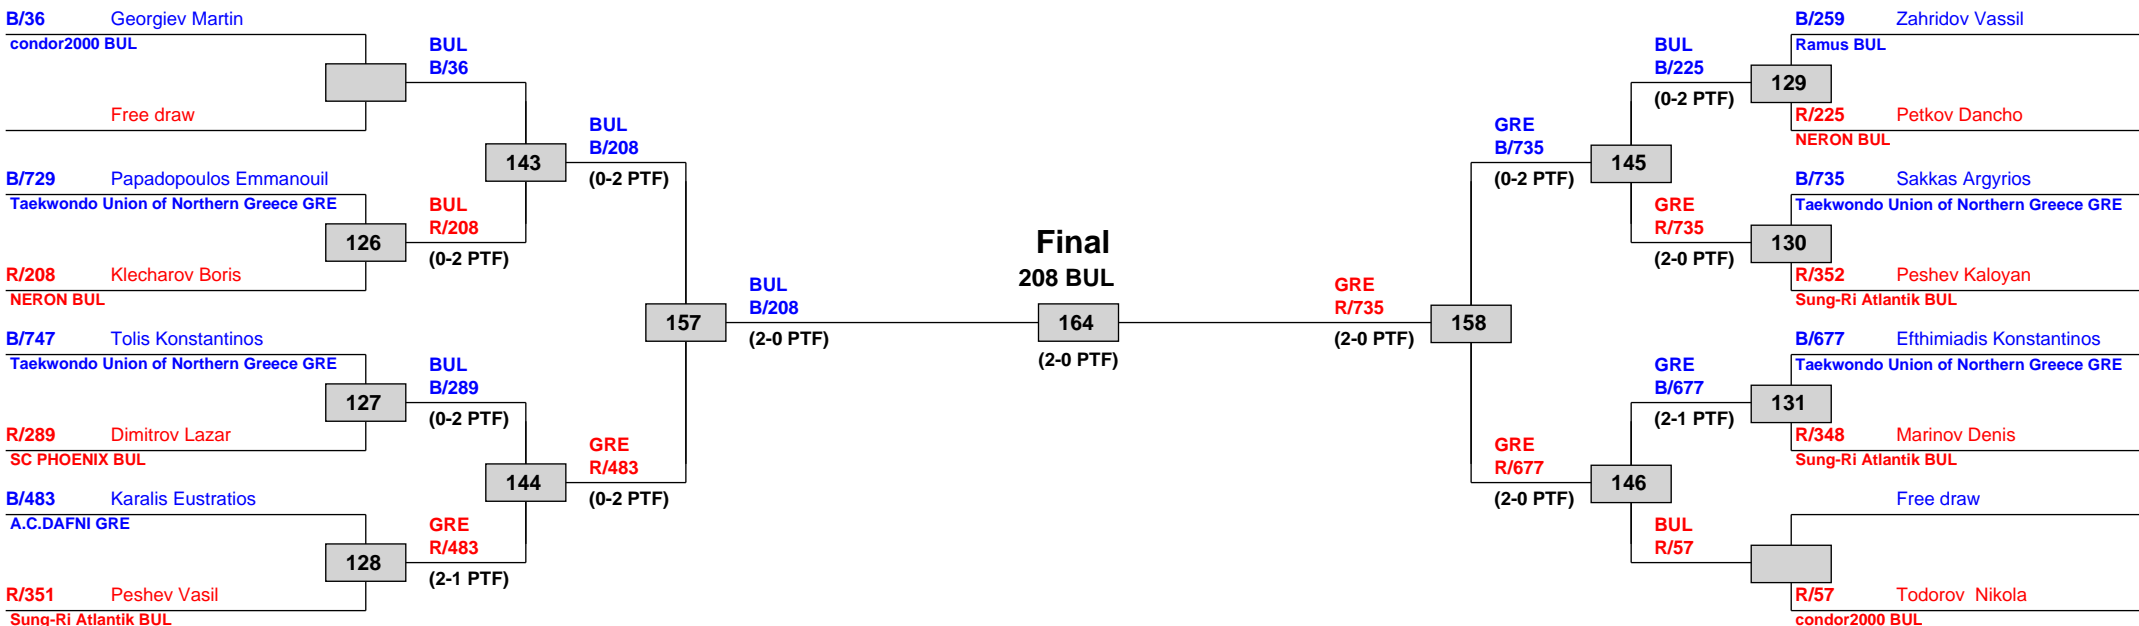 B/36 Georgiev Martin
condor2000 BUL
Free draw
B/729 Papadopoulos Emmanouil
Taekwondo Union of Northern Greece GRE
126
R/208 Klecharov Boris
NERON BUL
B/747 Tolis Konstantinos
Taekwondo Union of Northern Greece GRE
127
R/289 Dimitrov Lazar
SC PHOENIX BUL
B/483 Karalis Eustratios
A.C.DAFNI GRE
128
R/351 Peshev Vasil
Sung-Ri Atlantik BUL
BUL
B/36
143
BUL
R/208
(0-2 PTF)
BUL
B/289
(0-2 PTF)
144
GRE
R/483
(2-1 PTF)
BUL
B/208
(0-2 PTF)
157
GRE
R/483
(0-2 PTF)
BUL
B/208
(2-0 PTF)
Final
208 BUL
164
(2-0 PTF)
GRE
R/735
(2-0 PTF)
158
GRE
B/735
(0-2 PTF)
GRE
R/677
(2-0 PTF)
BUL
B/225
(0-2 PTF)
145
GRE
R/735
(2-0 PTF)
GRE
B/677
(2-1 PTF)
146
BUL
R/57
B/259 Zahridov Vassil
Ramus BUL
129
R/225 Petkov Dancho
NERON BUL
B/735 Sakkas Argyrios
Taekwondo Union of Northern Greece GRE
130
R/352 Peshev Kaloyan
Sung-Ri Atlantik BUL
B/677 Efthimiadis Konstantinos
Taekwondo Union of Northern Greece GRE
131
R/348 Marinov Denis
Sung-Ri Atlantik BUL
Free draw
R/57 Todorov  Nikola
condor2000 BUL